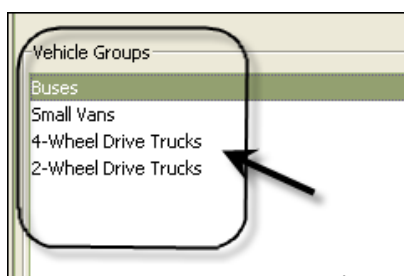 Vehicle Groups
Buses
Small Vans
4-Wheel Drive Trucks
2-Wheel Drive Trucks